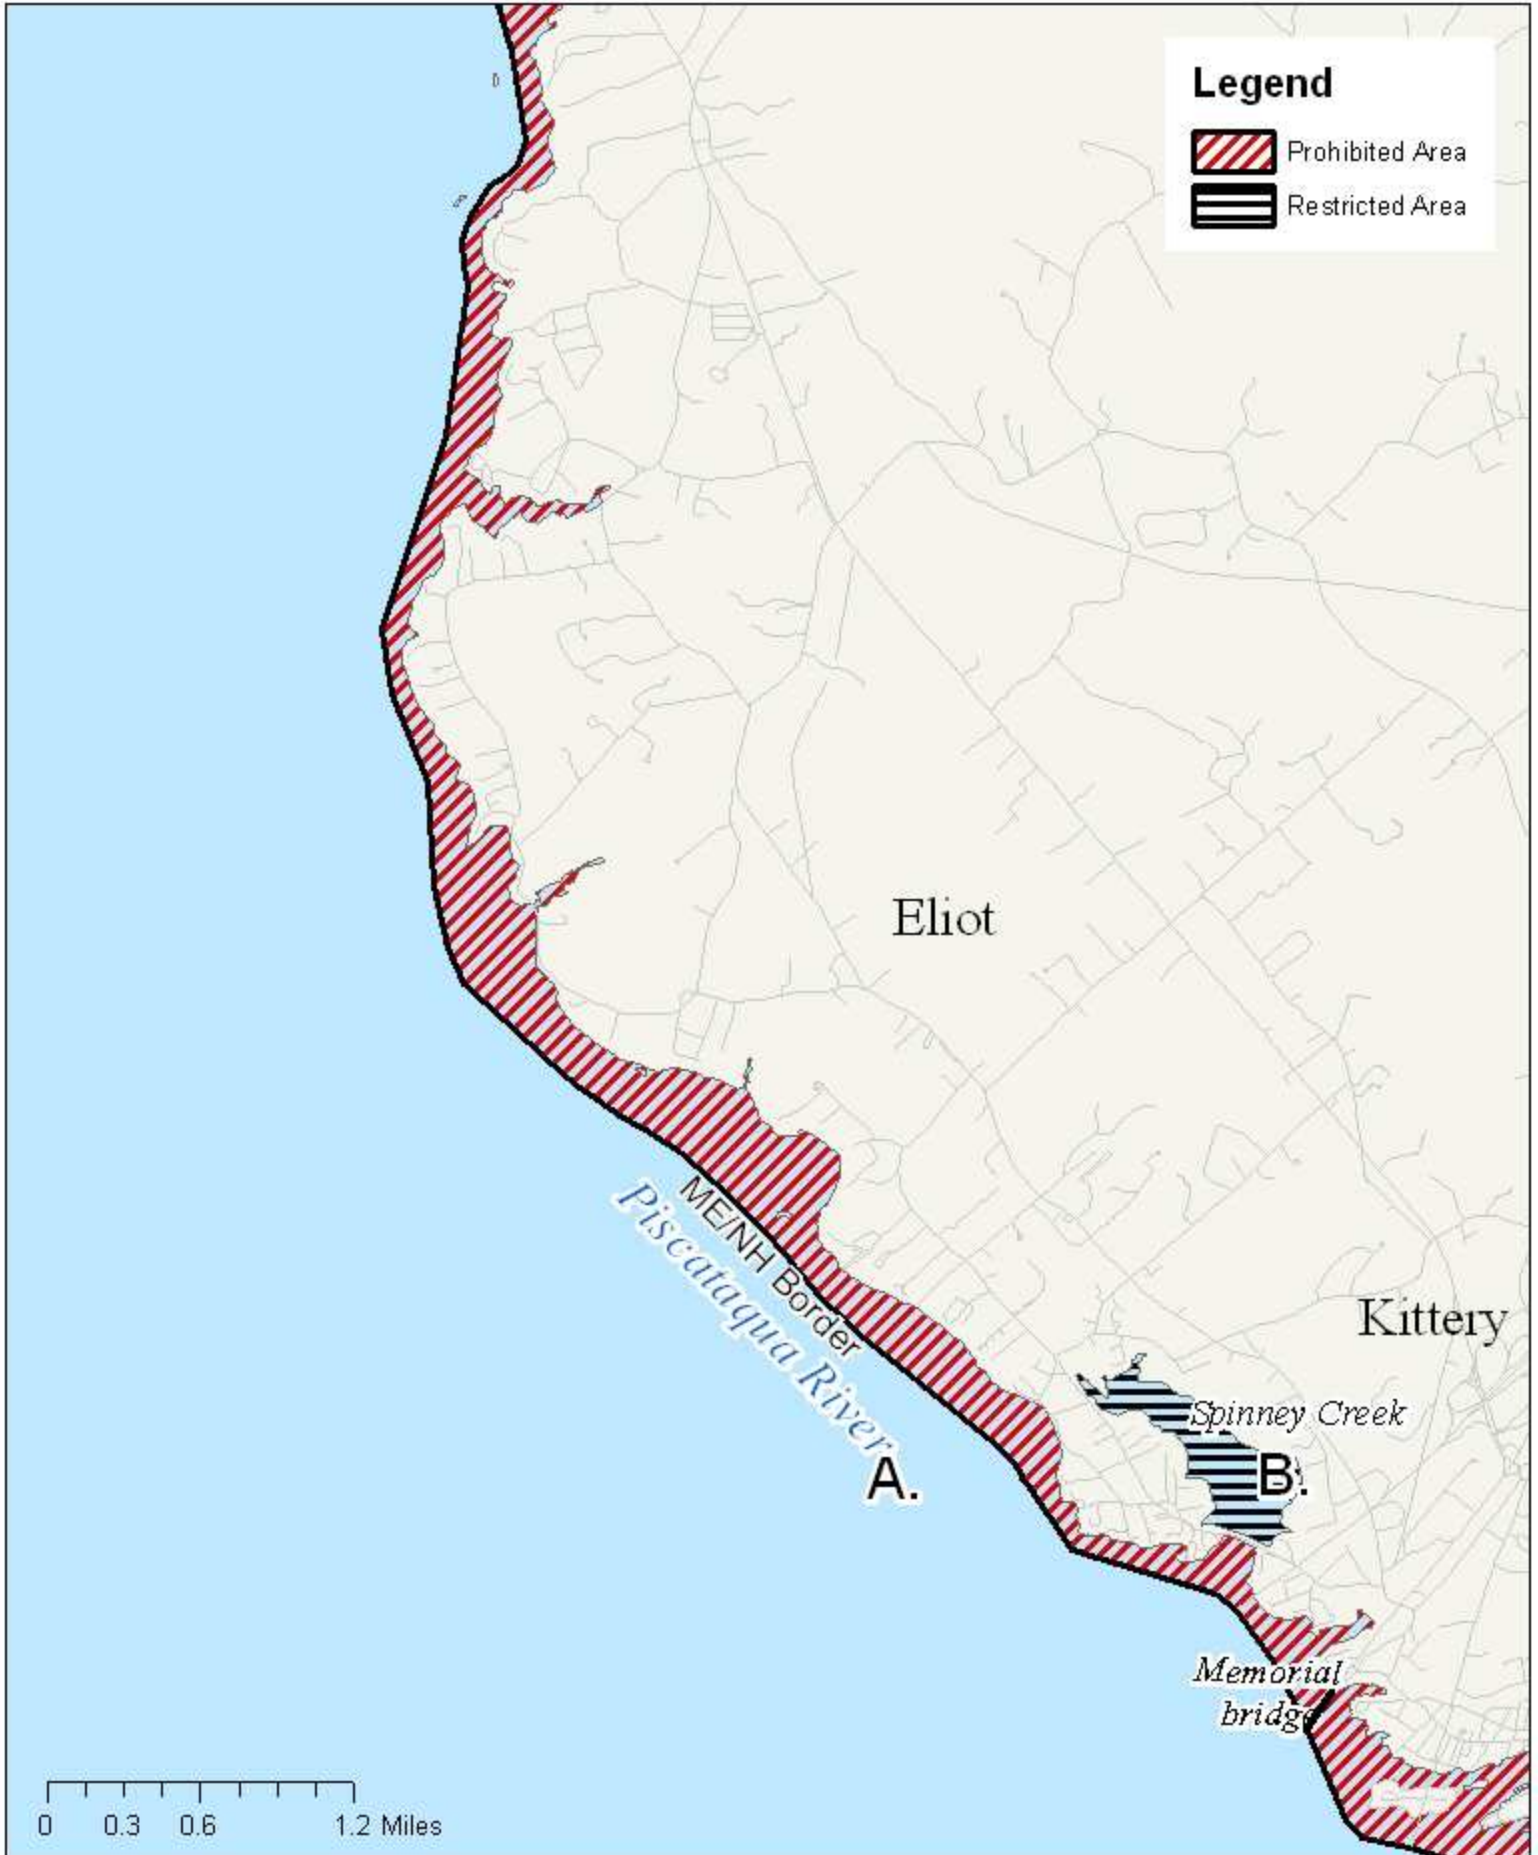 Legend
Prohibited Area
Restricted Area
Eliot
Kittery
ME/NH Border
Piscataqua River
Spinney Creek
A.
B.
Memorial
bridge
0 0.3 0.6 1.2 Miles